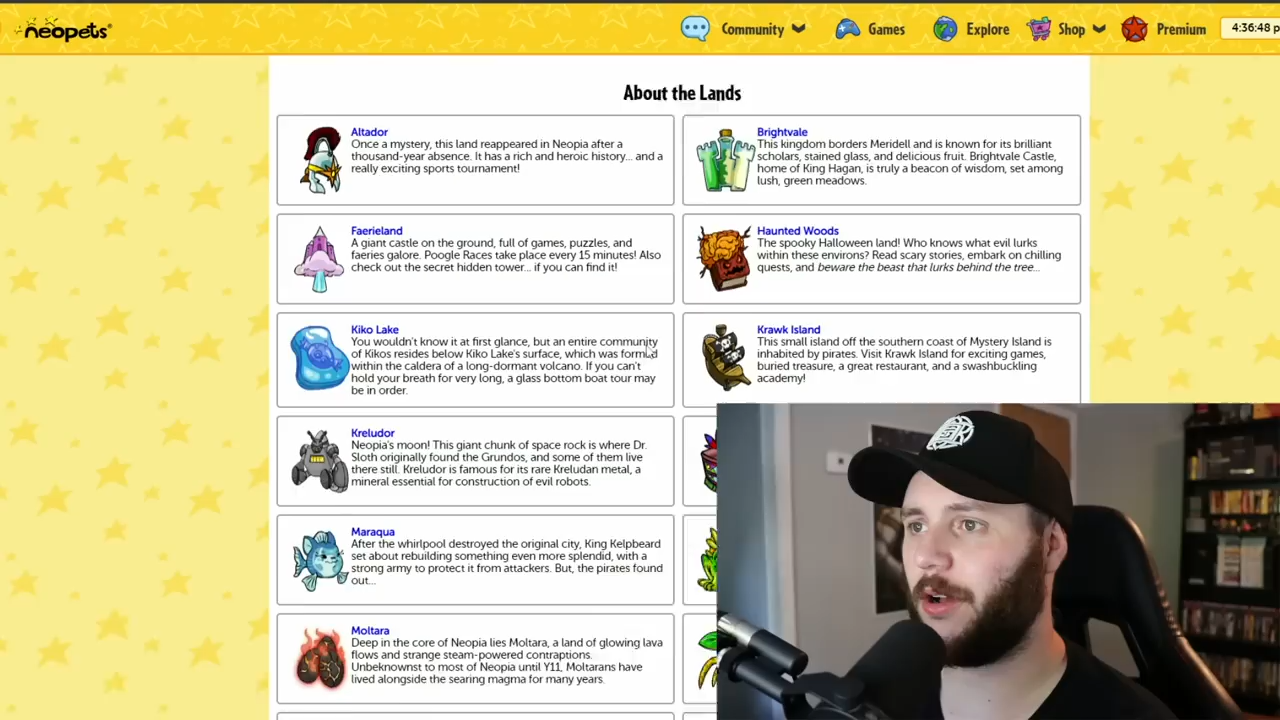 neopets
Community
Games
Explore
Shop
Premium
4:36:48 p
About the Lands
Altador
Once a mystery, this land reappeared in Neopia after a
thousand-year absence. It has a rich and heroic history... and a
really exciting sports tournament!
Brightvale
This kingdom borders Meridell and is known for its brilliant
scholars, stained glass, and delicious fruit. Brightvale Castle,
home of King Hagan, is truly a beacon of wisdom, set among
lush, green meadows.
Faerieland
A giant castle on the ground, full of games, puzzles, and
faeries galore. Poogle Races take place every 15 minutes! Also
check out the secret hidden tower... if you can find it!
Haunted Woods
The spooky Halloween land! Who knows what evil lurks
within these environs? Read scary stories, embark on chilling
quests, and beware the beast that lurks behind the tree...
Kiko Lake
You wouldn't know it at first glance, but an entire community
of Kikos resides below Kiko Lake's surface, which was formed
within the caldera of a long-dormant volcano. If you can't
hold your breath for very long, a glass bottom boat tour may
be in order.
Krawk Island
This small island off the southern coast of Mystery Island is
inhabited by pirates. Visit Krawk Island for exciting games,
buried treasure, a great restaurant, and a swashbuckling
academy!
Kreludor
Neopia's moon! This giant chunk of space rock is where Dr.
Sloth originally found the Grundos, and some of them live
there still. Kreludor is famous for its rare Kreludan metal, a
mineral essential for construction of evil robots.
Maraqua
After the whirlpool destroyed the original city, King Kelpbeard
set about rebuilding something even more splendid, with a
strong army to protect it from attackers. But, the pirates found
out...
Moltara
Deep in the core of Neopia lies Moltara, a land of glowing lava
flows and strange steam-powered contraptions.
Unbeknownst to most of Neopia until Y11, Moltarans have
lived alongside the searing magma for many years.